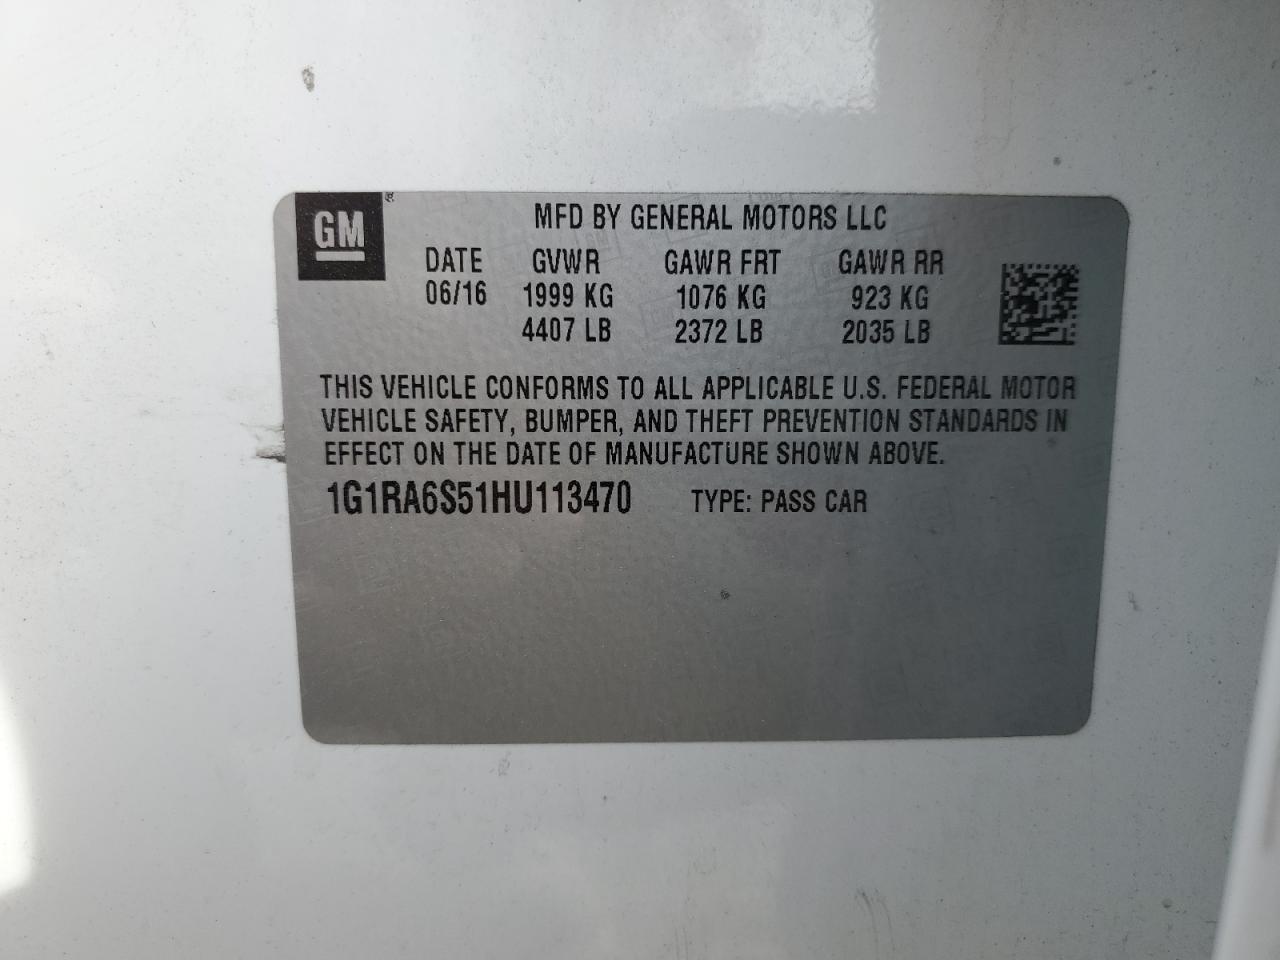 GM
®
MFD BY GENERAL MOTORS LLC
DATE GVWR GAWR FRT GAWR RR
06/16 1999 KG 1076 KG 923 KG
4407 LB 2372 LB 2035 LB
THIS VEHICLE CONFORMS TO ALL APPLICABLE U.S. FEDERAL MOTOR
VEHICLE SAFETY, BUMPER, AND THEFT PREVENTION STANDARDS IN
EFFECT ON THE DATE OF MANUFACTURE SHOWN ABOVE.
1G1RA6S51HU113470 TYPE: PASS CAR